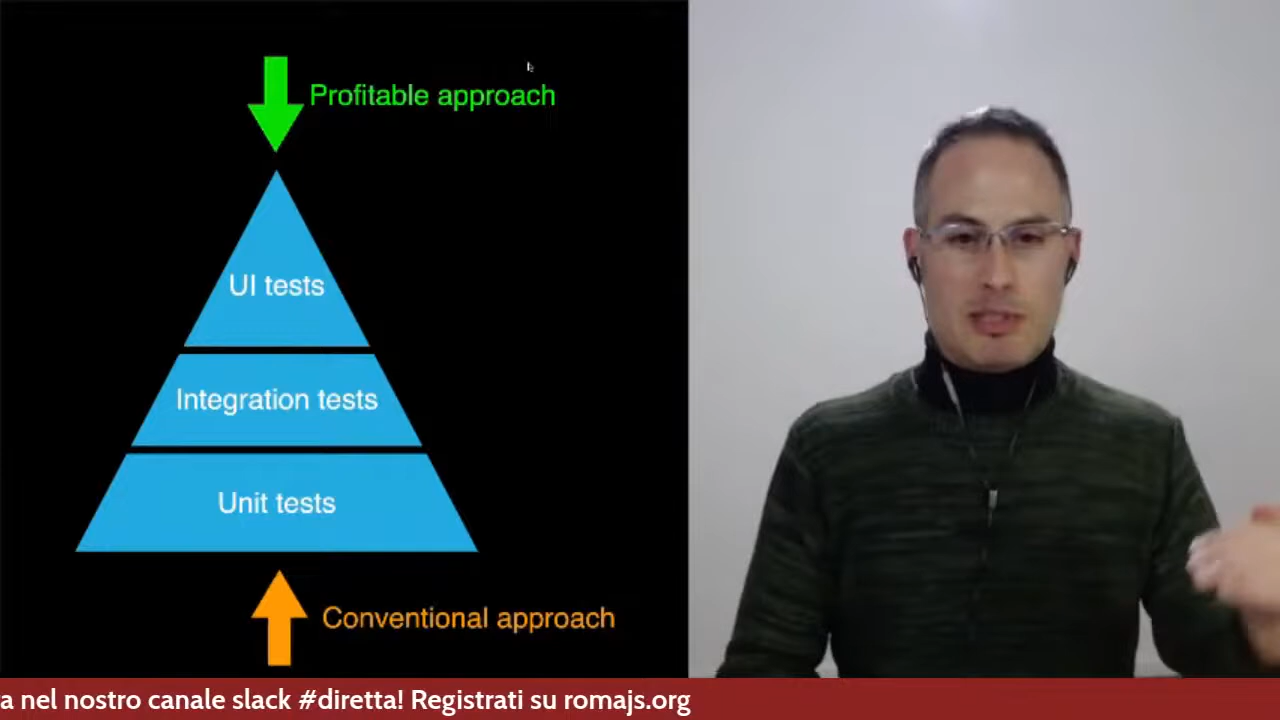 Profitable approach
UI tests
Integration tests
Unit tests
Conventional approach
nel nostro canale slack #diretta! Registrati su romajs.org